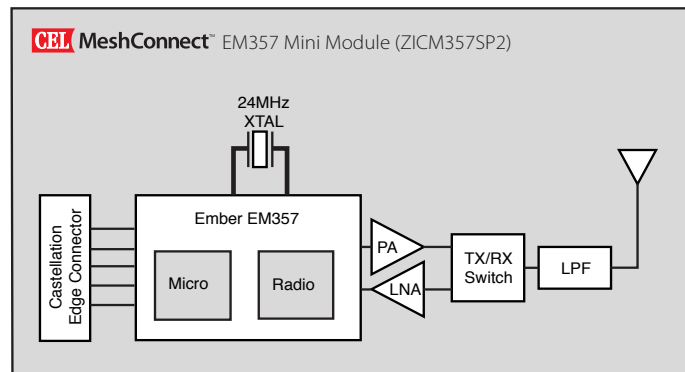 CEL MeshConnect™ EM357 Mini Module (ZICM357SP2)
24MHz
XTAL
Ember EM357
Castellation
Edge Connector
Micro
Radio
PA
LNA
TX/RX
Switch
LPF